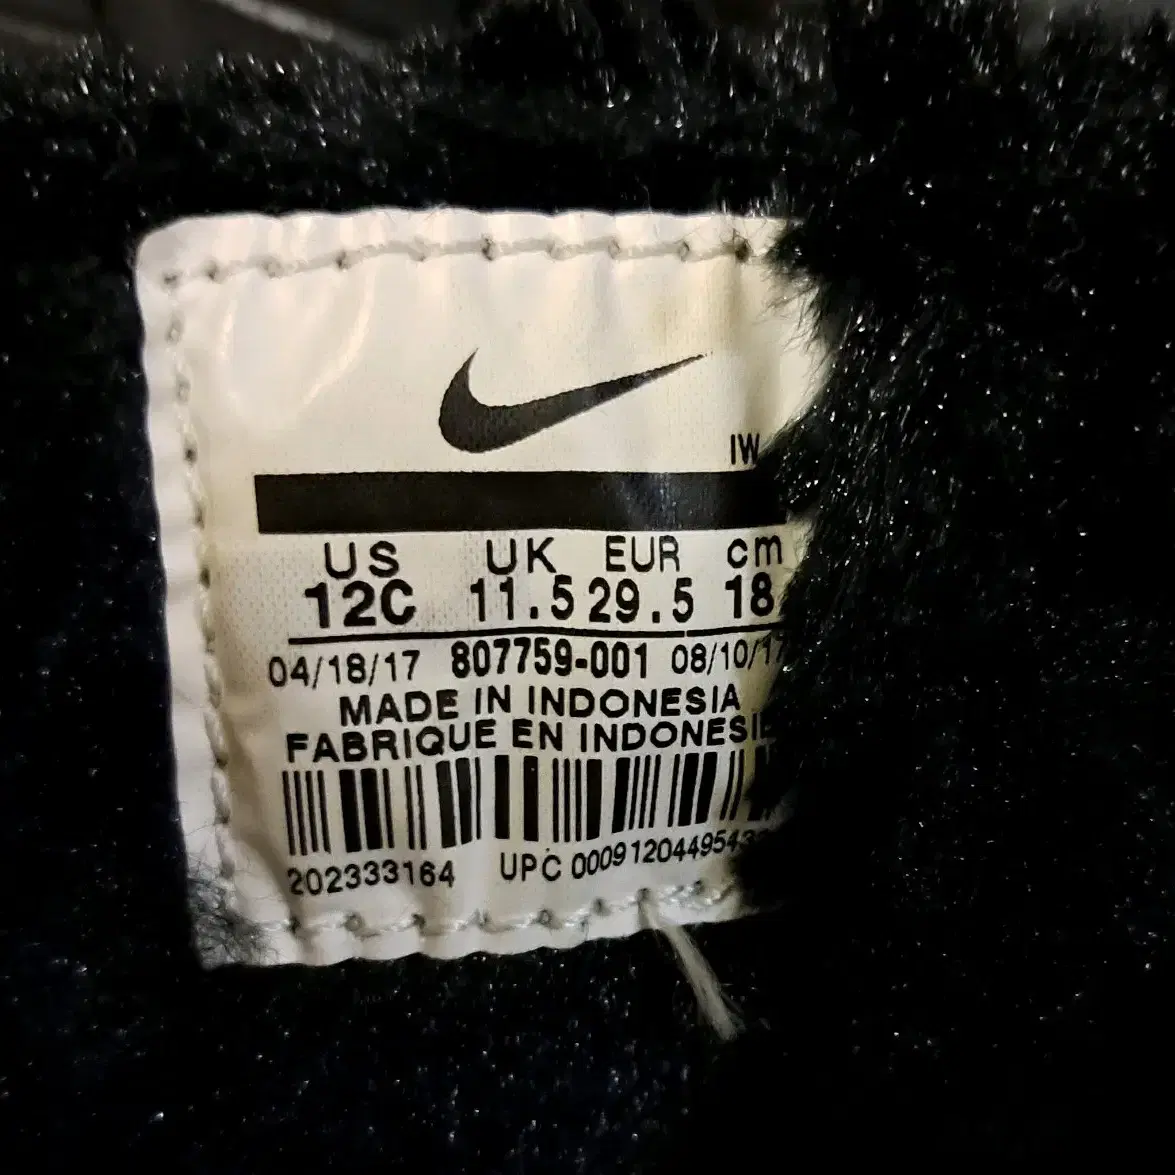 IW
US UK EUR cm
12C 11.5 29.5 18
04/18/17 807759-001 08/10/17
MADE IN INDONESIA
FABRIQUE EN INDONESIE
202333164 UPC 0009120449543